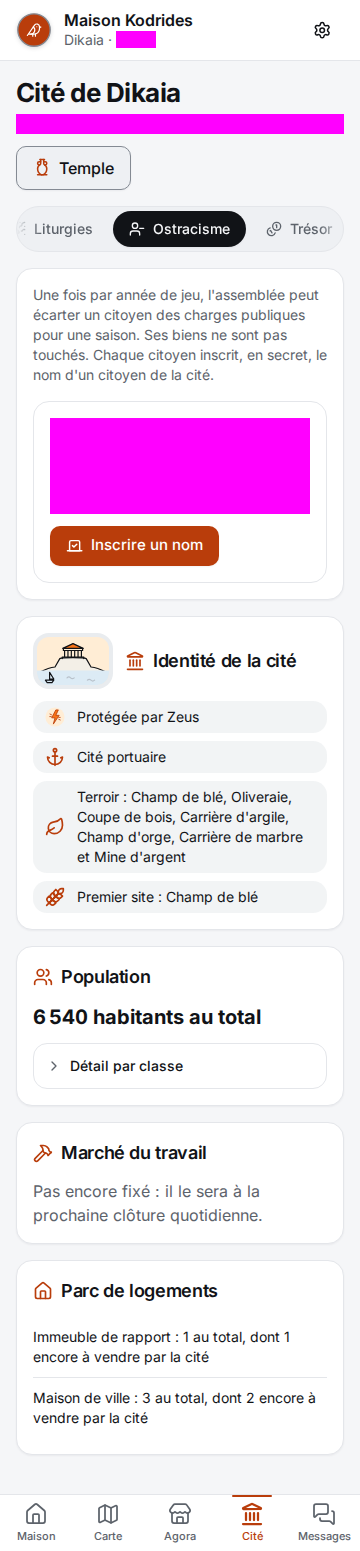 Maison Kodrides
Dikaia ·
Cité de Dikaia
Temple
Liturgies
Ostracisme
Trésor
Une fois par année de jeu, l'assemblée peut
écarter un citoyen des charges publiques
pour une saison. Ses biens ne sont pas
touchés. Chaque citoyen inscrit, en secret, le
nom d'un citoyen de la cité.
Inscrire un nom
Identité de la cité
Protégée par Zeus
Cité portuaire
Terroir : Champ de blé, Oliveraie,
Coupe de bois, Carrière d'argile,
Champ d'orge, Carrière de marbre
et Mine d'argent
Premier site : Champ de blé
Population
6 540 habitants au total
Détail par classe
Marché du travail
Pas encore fixé : il le sera à la
prochaine clôture quotidienne.
Parc de logements
Immeuble de rapport : 1 au total, dont 1
encore à vendre par la cité
Maison de ville : 3 au total, dont 2 encore à
vendre par la cité
Maison
Carte
Agora
Cité
Messages